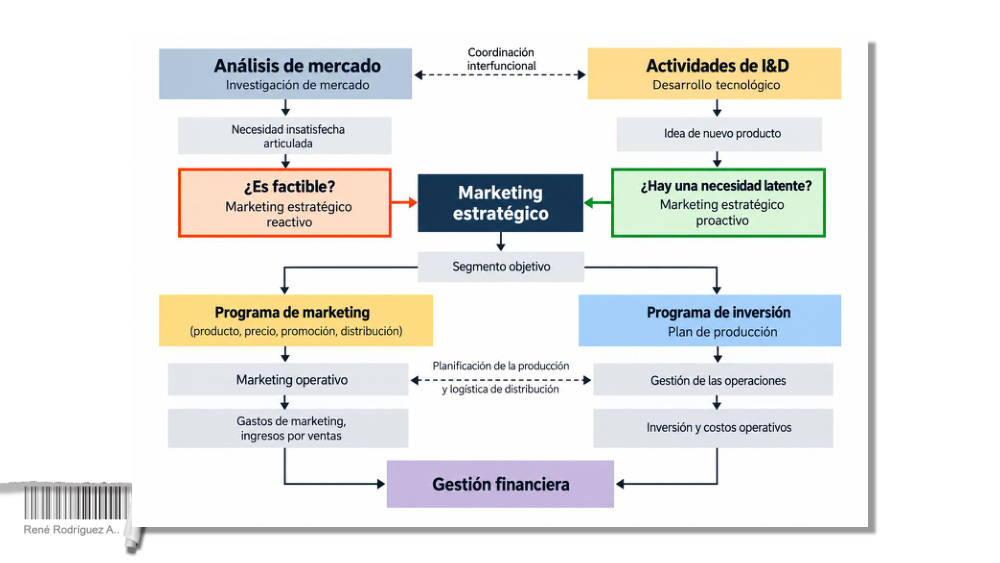 Análisis de mercado
Investigación de mercado
Coordinación
interfuncional
Actividades de I&D
Desarrollo tecnológico
Necesidad insatisfecha
articulada
Idea de nuevo producto
¿Es factible?
Marketing estratégico
reactivo
Marketing
estratégico
¿Hay una necesidad latente?
Marketing estratégico
proactivo
Segmento objetivo
Programa de marketing
(producto, precio, promoción, distribución)
Programa de inversión
Plan de producción
Marketing operativo
Planificación de la producción
y logística de distribución
Gestión de las operaciones
Gastos de marketing,
ingresos por ventas
Inversión y costos operativos
Gestión financiera
René Rodríguez A..